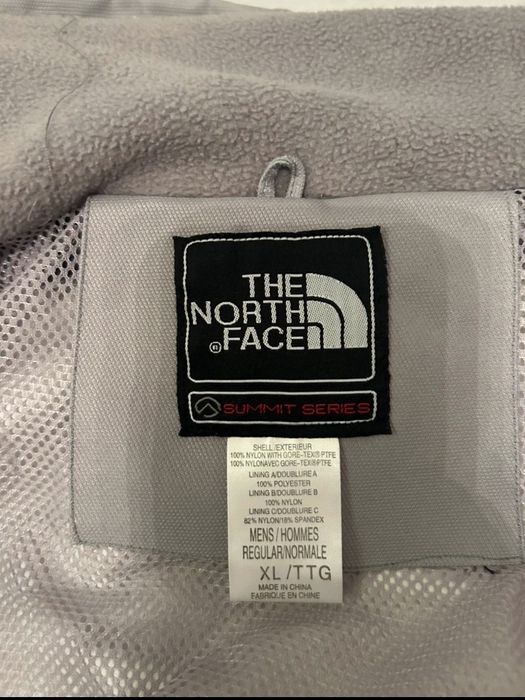 THE
NORTH
FACE
®
SUMMIT SERIES
SHELL/EXTERIEUR
100% NYLON WITH GORE-TEX® PTFE
100% NYLONAVEC GORE-TEX® PTFE
LINING A/DOUBLURE A
100% POLYESTER
LINING B/DOUBLURE B
100% NYLON
LINING C/DOUBLURE C
82% NYLON/18% SPANDEX
MENS / HOMMES
REGULAR/NORMALE
XL /TTG
MADE IN CHINA
FABRIQUE EN CHINE